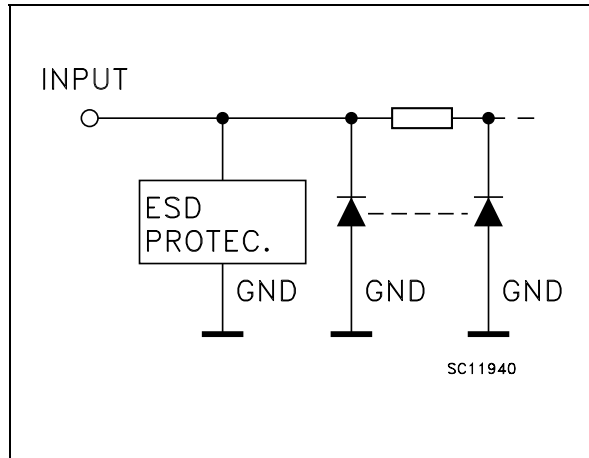 INPUT
ESD
PROTEC.
GND
GND
GND
SC11940